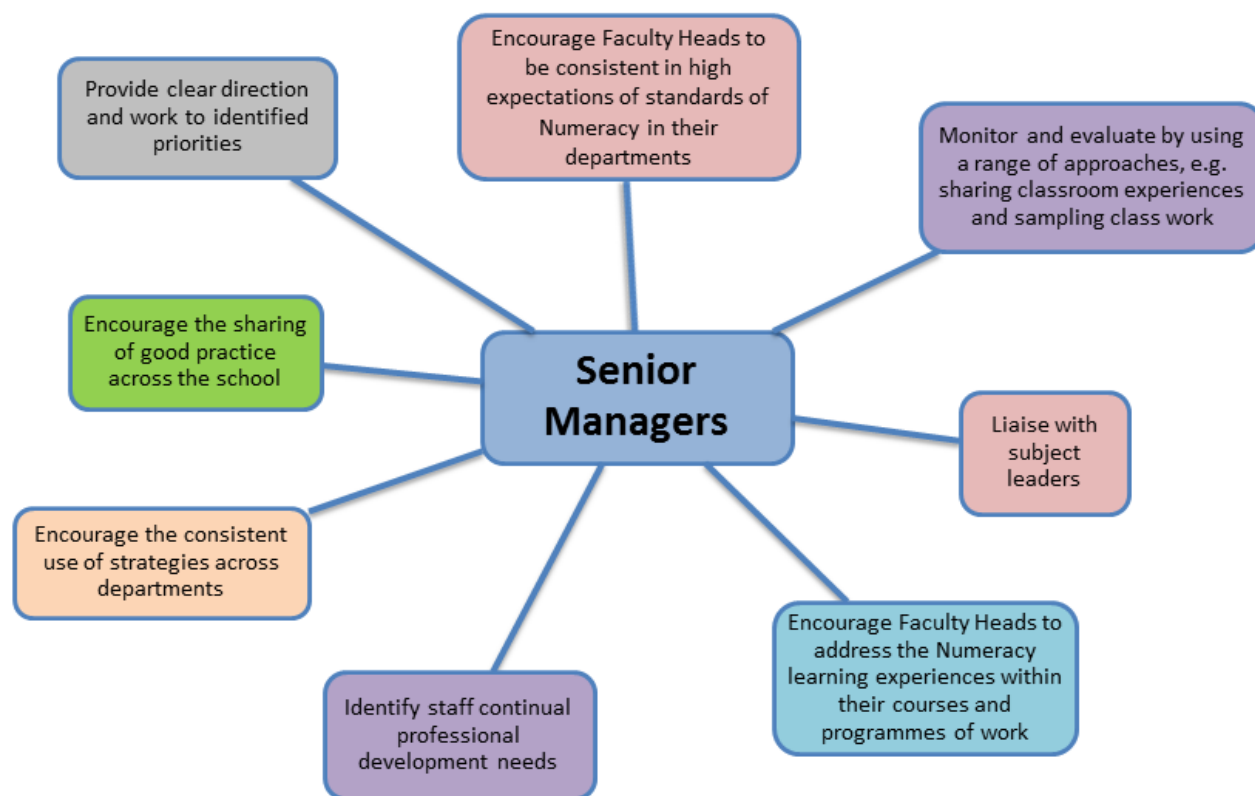 Encourage Faculty Heads to
be consistent in high
expectations of standards of
Numeracy in their
departments
Provide clear direction
and work to identified
priorities
Monitor and evaluate by using
a range of approaches, e.g.
sharing classroom experiences
and sampling class work
Encourage the sharing
of good practice
across the school
Senior
Managers
Liaise with
subject
leaders
Encourage the consistent
use of strategies across
departments
Encourage Faculty Heads to
address the Numeracy
learning experiences within
their courses and
programmes of work
Identify staff continual
professional
development needs